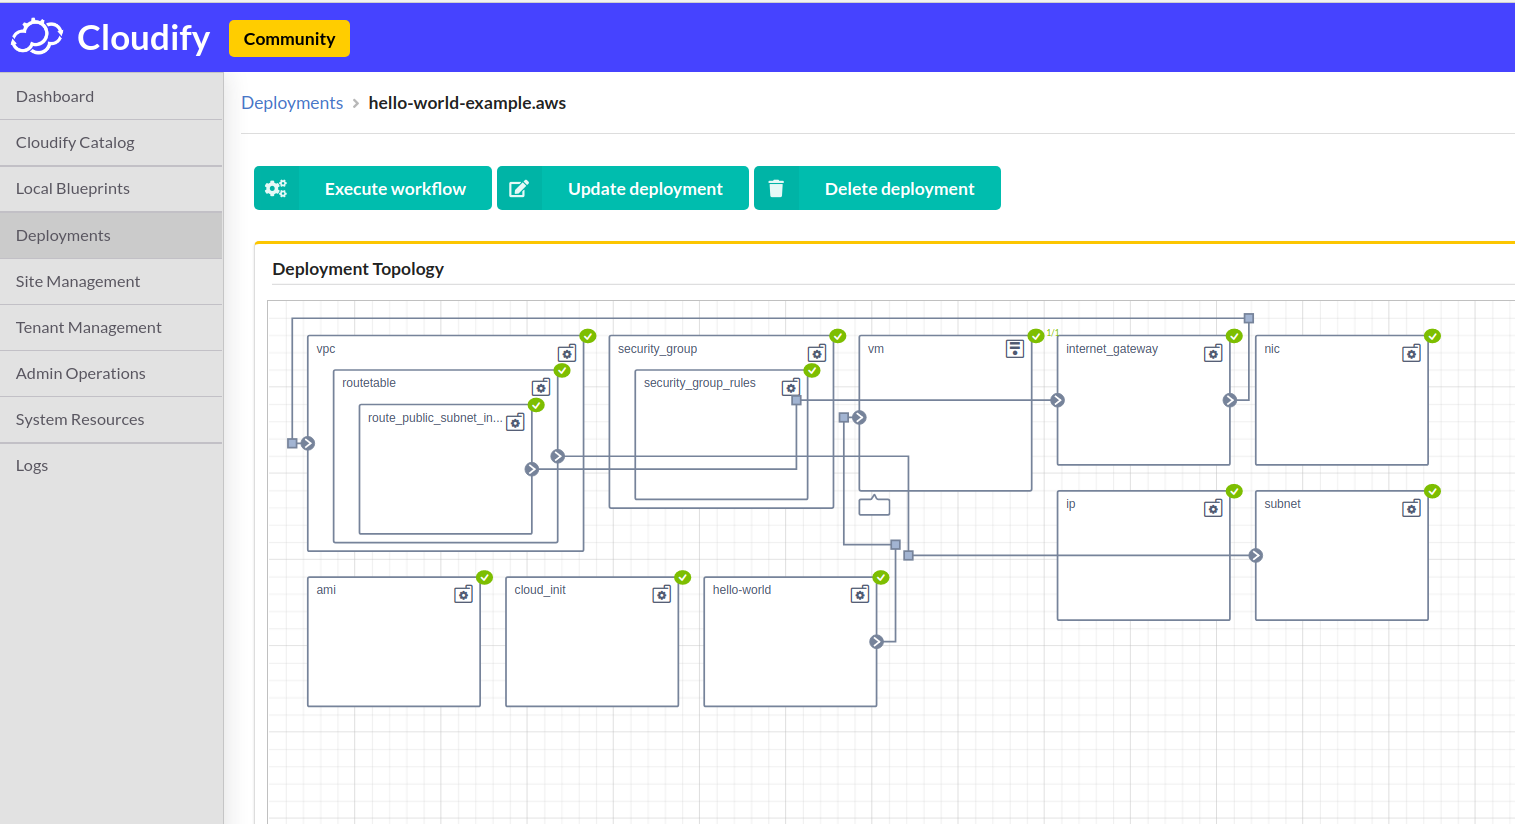 Cloudify
Community
Dashboard
Cloudify Catalog
Local Blueprints
Deployments
Site Management
Tenant Management
Admin Operations
System Resources
Logs
Deployments > hello-world-example.aws
Execute workflow
Update deployment
Delete deployment
Deployment Topology
vpc
routetable
route_public_subnet_in...
security_group
security_group_rules
vm
1/1
internet_gateway
nic
ip
subnet
ami
cloud_init
hello-world